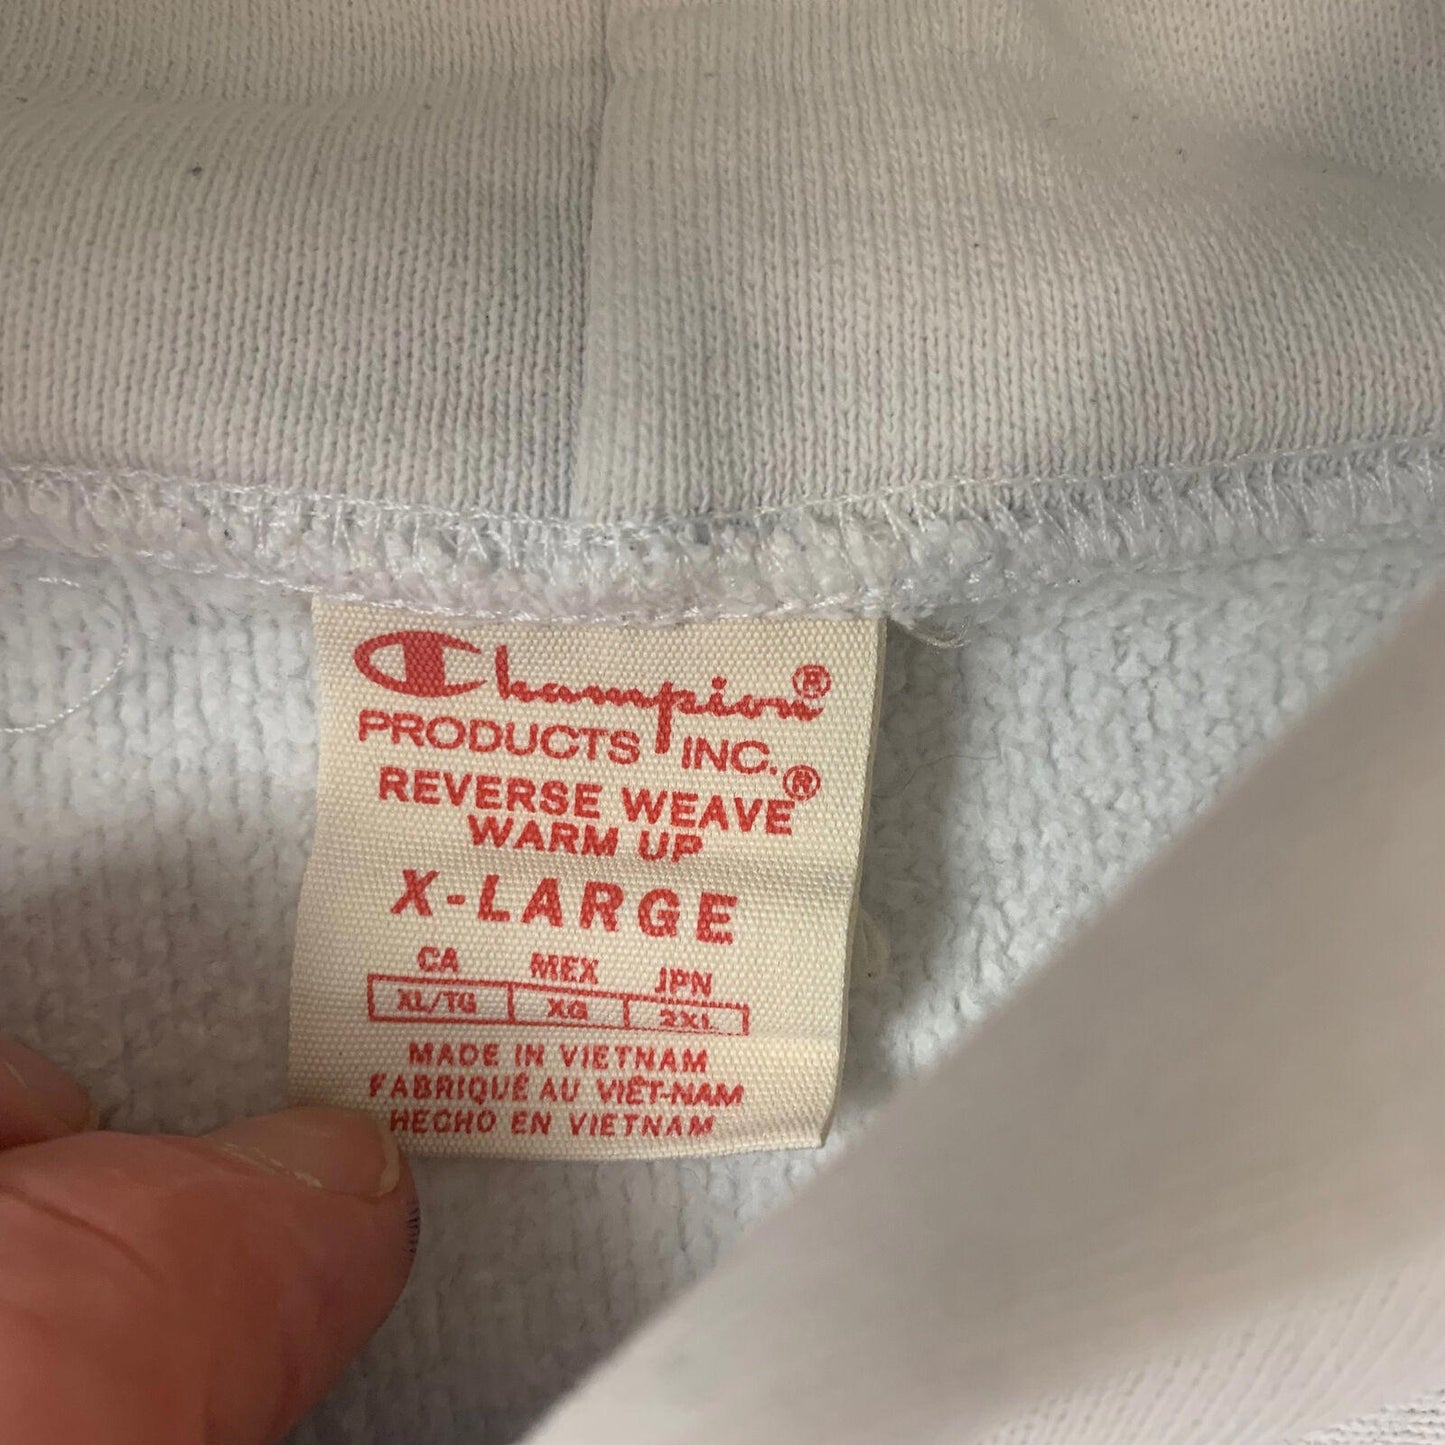 Champion®
PRODUCTS INC.
REVERSE WEAVE®
WARM UP
X-LARGE
CA MEX JPN
XL/TG XG 2XL
MADE IN VIETNAM
FABRIQUÉ AU VIÊT-NAM
HECHO EN VIETNAM